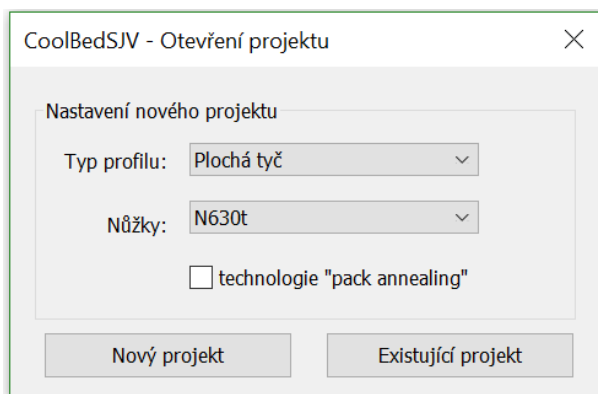 CoolBedSJV - Otevření projektu
Nastavení nového projektu
Typ profilu: Plochá tyč
Nůžky: N630t
technologie "pack annealing"
Nový projekt Existující projekt